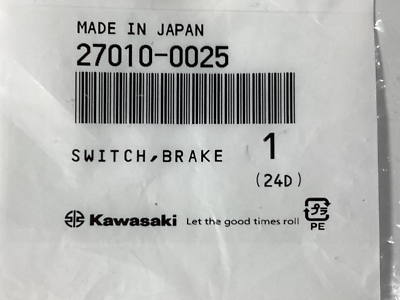 MADE IN JAPAN
27010-0025
SWITCH,BRAKE 1
(24D)
Kawasaki Let the good times roll
プラ
PE